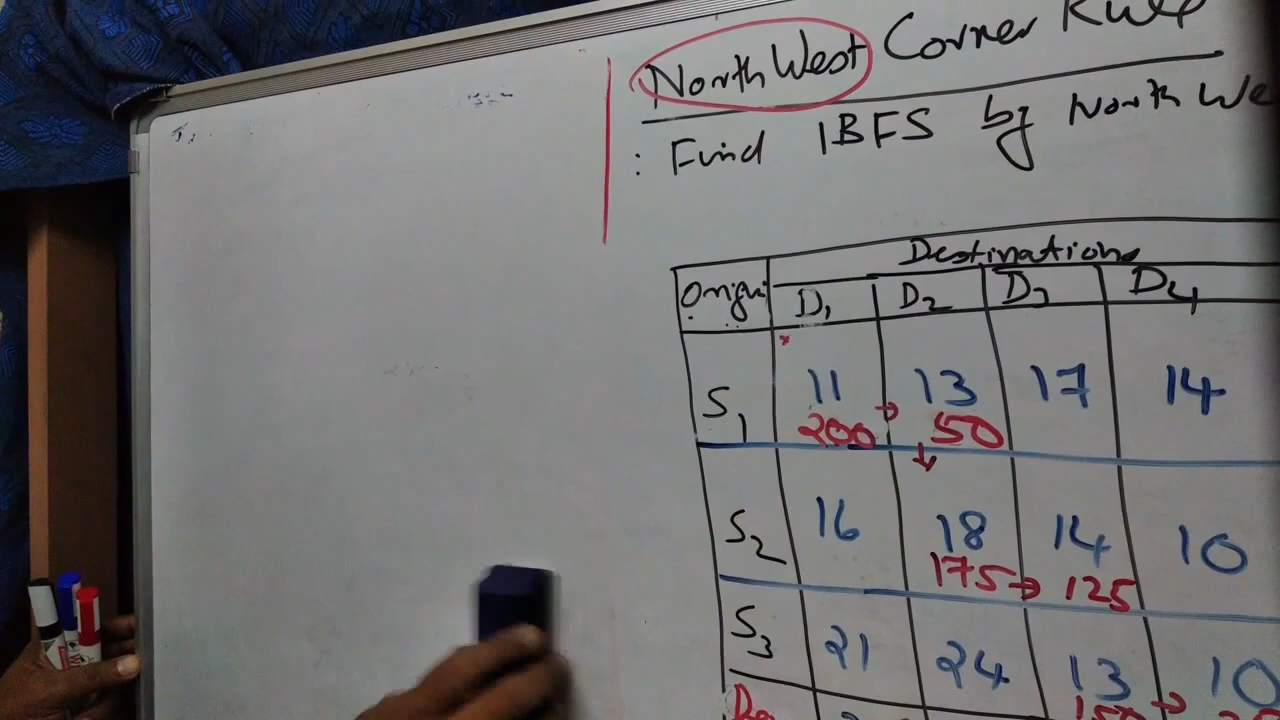 North West Corner Rule
: Find IBFS by North We
Destinations
Origin D1 D2 D3 D4
S1 11 13 17 14
200 → 50
↓
S2 16 18 14 10
175 → 125
S3 21 24 13 10
150 →